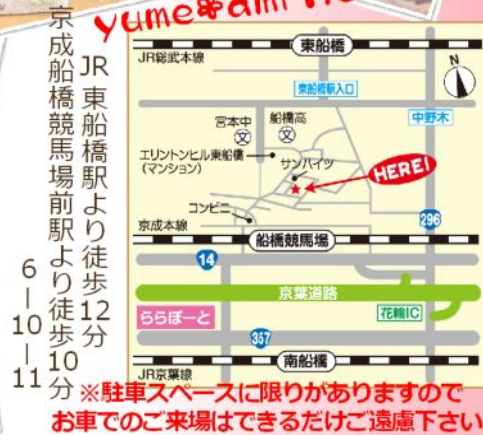 yume❀ami
JR東船橋駅より徒歩12分
京成船橋競馬場前駅より徒歩10分
6-10-11
東船橋
JR総武本線
N
東船橋駅入口
中野木
宮本中
文
船橋高
文
エリントンヒル東船橋
(マンション)
サンハイツ
HERE!
コンビニ
京成本線
296
船橋競馬場
14
京葉道路
ららぽーと
花輪IC
357
南船橋
JR京葉線
※駐車スペースに限りがありますので
お車でのご来場はできるだけご遠慮下さい